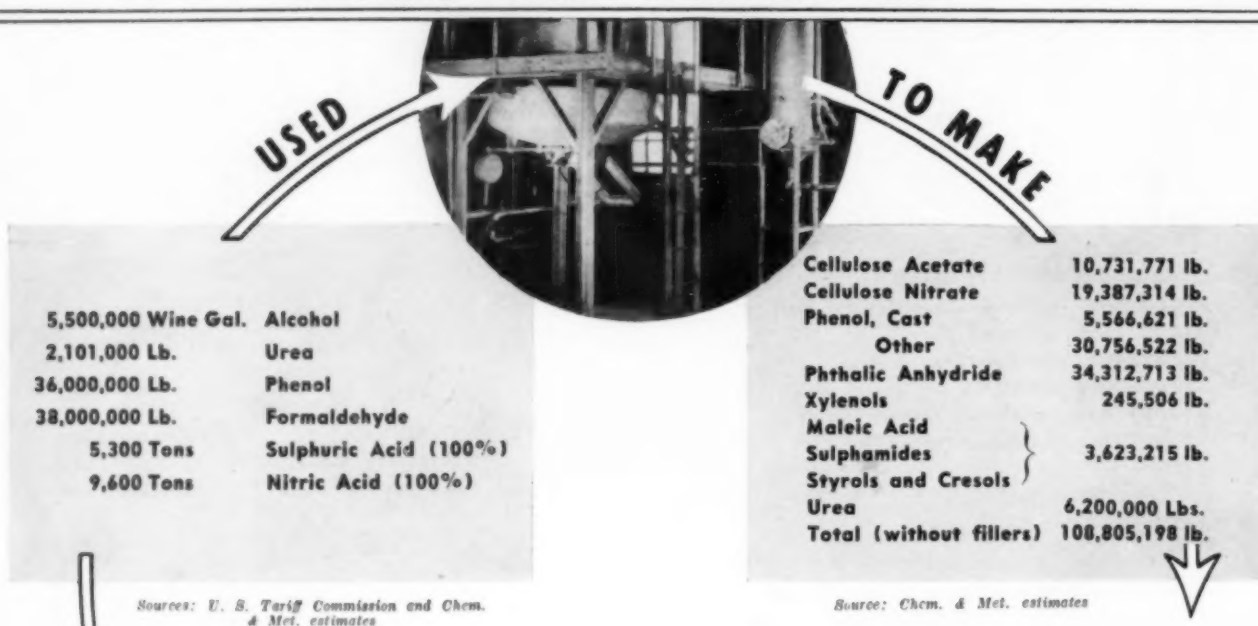 USED
TO MAKE
5,500,000 Wine Gal. Alcohol
2,101,000 Lb. Urea
36,000,000 Lb. Phenol
38,000,000 Lb. Formaldehyde
5,300 Tons Sulphuric Acid (100%)
9,600 Tons Nitric Acid (100%)
Sources: U. S. Tariff Commission and Chem.
& Met. estimates
Cellulose Acetate 10,731,771 lb.
Cellulose Nitrate 19,387,314 lb.
Phenol, Cast 5,566,621 lb.
Other 30,756,522 lb.
Phthalic Anhydride 34,312,713 lb.
Xylenols 245,506 lb.
Maleic Acid
Sulphamides 3,623,215 lb.
Styrols and Cresols
Urea 6,200,000 Lbs.
Total (without fillers) 108,805,198 lb.
Source: Chem. & Met. estimates